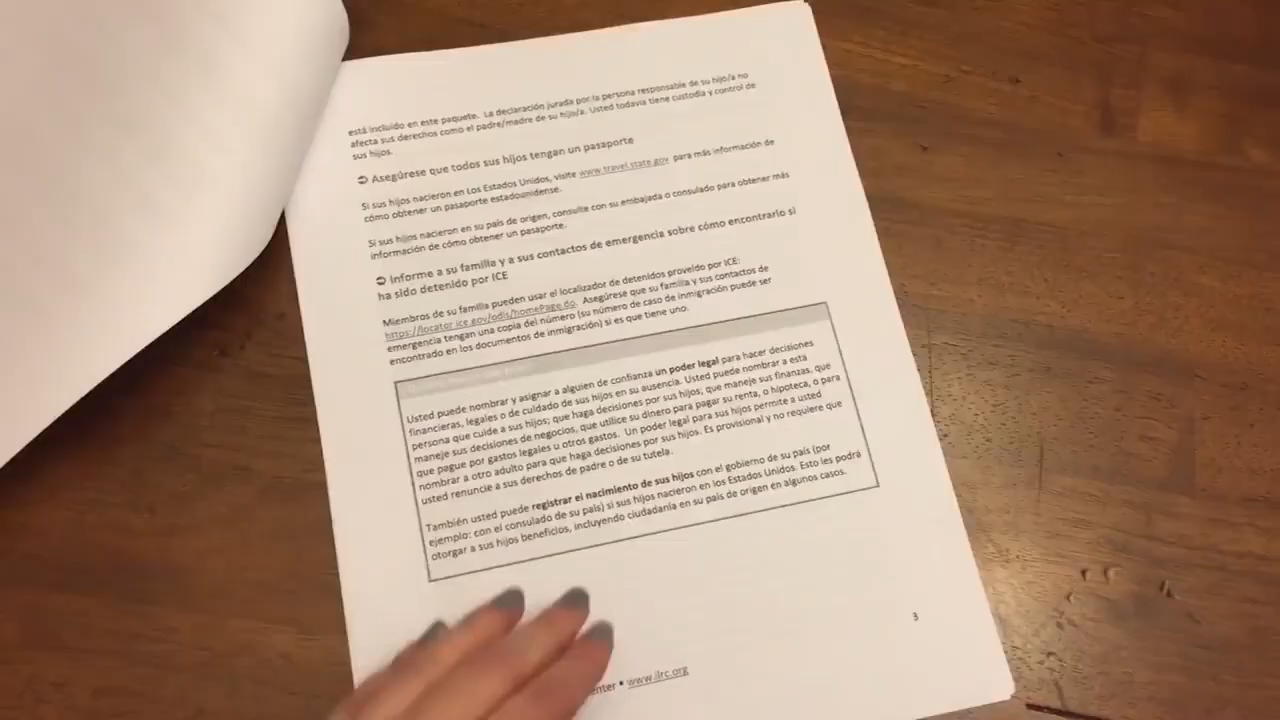 está incluido en este paquete. La declaración jurada por la persona responsable de su hijo/a no
afecta sus derechos como el padre/madre de su hijo/a. Usted todavía tiene custodia y control de
sus hijos.
➲ Asegúrese que todos sus hijos tengan un pasaporte
Si sus hijos nacieron en Los Estados Unidos, visite www.travel.state.gov para más información de
cómo obtener un pasaporte estadounidense.
Si sus hijos nacieron en su país de origen, consulte con su embajada o consulado para obtener más
información de cómo obtener un pasaporte.
➲ Informe a su familia y a sus contactos de emergencia sobre cómo encontrarlo si
ha sido detenido por ICE
Miembros de su familia pueden usar el localizador de detenidos proveído por ICE:
https://locator.ice.gov/odls/homePage.do. Asegúrese que su familia y sus contactos de
emergencia tengan una copia del número (su número de caso de inmigración puede ser
encontrado en los documentos de inmigración) si es que tiene uno.
Usted puede nombrar y asignar a alguien de confianza un poder legal para hacer decisiones
financieras, legales o de cuidado de sus hijos en su ausencia. Usted puede nombrar a esta
persona que cuide a sus hijos; que haga decisiones por sus hijos; que maneje sus finanzas, que
maneje sus decisiones de negocios, que utilice su dinero para pagar su renta, o hipoteca, o para
que pague por gastos legales u otros gastos. Un poder legal para sus hijos permite a usted
nombrar a otro adulto para que haga decisiones por sus hijos. Es provisional y no requiere que
usted renuncie a sus derechos de padre o de su tutela.
También usted puede registrar el nacimiento de sus hijos con el gobierno de su país (por
ejemplo: con el consulado de su país) si sus hijos nacieron en los Estados Unidos. Esto les podrá
otorgar a sus hijos beneficios, incluyendo ciudadanía en su país de origen en algunos casos.
3
enter • www.ilrc.org